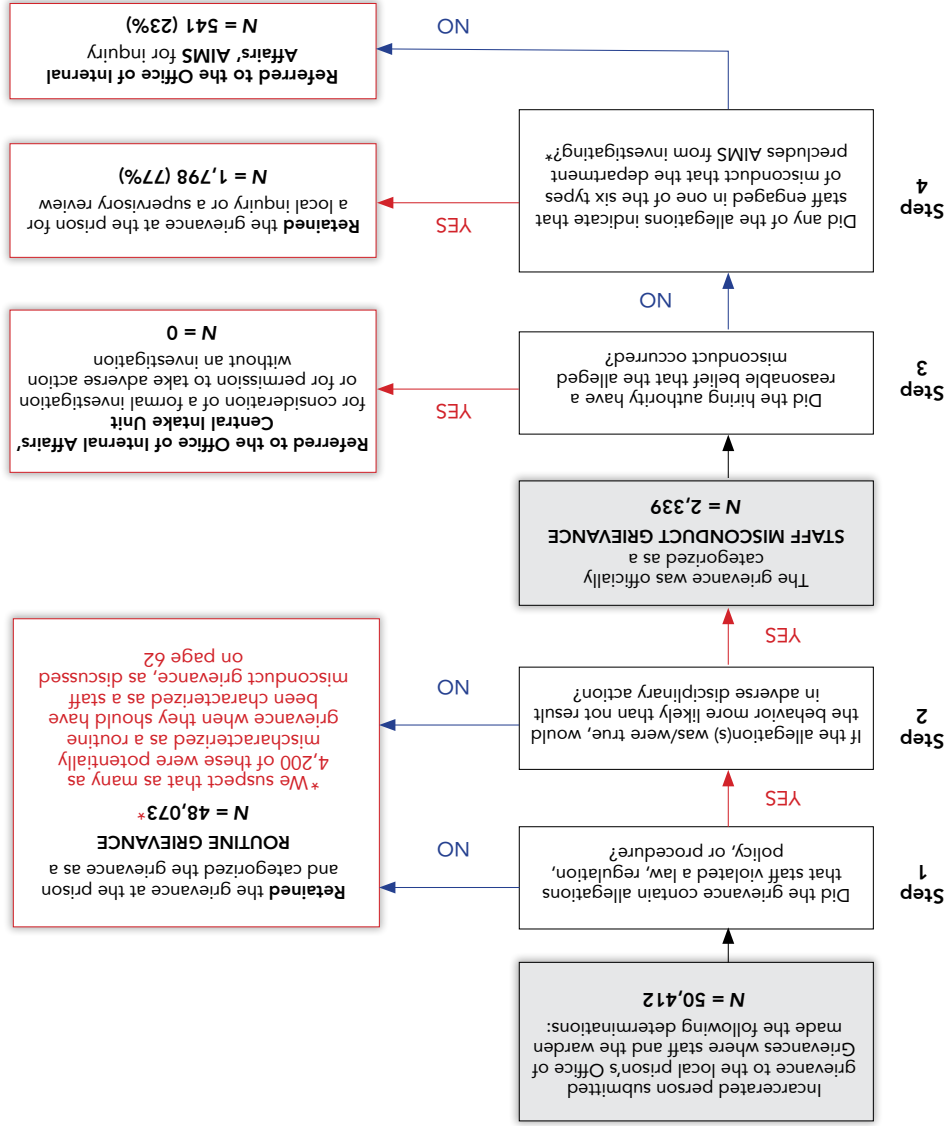 Incarcerated person submitted
grievance to the local prison's Office of
Grievances where staff and the warden
made the following determinations:
N = 50,412
Step
1
Did the grievance contain allegations
that staff violated a law, regulation,
policy, or procedure?
NO
YES
Retained the grievance at the prison
and categorized the grievance as a
ROUTINE GRIEVANCE
N = 48,073*
*We suspect that as many as
4,200 of these were potentially
mischaracterized as a routine
grievance when they should have
been characterized as a staff
misconduct grievance, as discussed
on page 62
Step
2
If the allegation(s) was/were true, would
the behavior more likely than not result
in adverse disciplinary action?
NO
YES
The grievance was officially
categorized as a
STAFF MISCONDUCT GRIEVANCE
N = 2,339
Step
3
Did the hiring authority have a
reasonable belief that the alleged
misconduct occurred?
YES
NO
Referred to the Office of Internal Affairs'
Central Intake Unit
for consideration of a formal investigation
or for permission to take adverse action
without an investigation
N = 0
Step
4
Did any of the allegations indicate that
staff engaged in one of the six types
of misconduct that the department
precludes AIMS from investigating?*
YES
Retained the grievance at the prison for
a local inquiry or a supervisory review
N = 1,798 (77%)
NO
Referred to the Office of Internal
Affairs' AIMS for inquiry
N = 541 (23%)